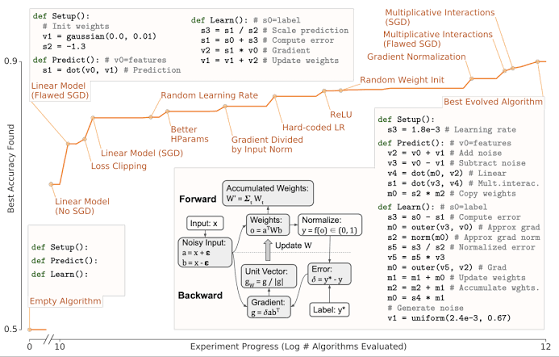 def Setup():
# Init weights
v1 = gaussian(0.0, 0.01)
s2 = -1.3
def Predict(): # v0=features
s1 = dot(v0, v1) # Prediction
def Learn(): # s0=label
s3 = s1 / s2 # Scale prediction
s1 = s0 + s3 # Compute error
v2 = s1 * v0 # Gradient
v1 = v1 + v2 # Update weights
Multiplicative Interactions
(SGD)
Multiplicative Interactions
(Flawed SGD)
Gradient Normalization
Random Weight Init
Best Evolved Algorithm
0.9
Linear Model
(Flawed SGD)
Random Learning Rate
ReLU
Hard-coded LR
Better
HParams
Gradient Divided
by Input Norm
Linear Model (SGD)
Loss Clipping
Linear Model
(No SGD)
Best Accuracy Found
def Setup():
def Predict():
def Learn():
Empty Algorithm
0.5
Forward
Backward
Accumulated Weights:
W' = Σt Wt
Input: x
Weights:
α = aᵀWb
Normalize:
y = f(α) ∈ (0, 1)
Noisy Input:
a = x + ε
b = x - ε
Update W
Unit Vector:
gu = g / |g|
Error:
δ = y* - y
Gradient:
g = δabᵀ
Label: y*
def Setup():
s3 = 1.8e-3 # Learning rate
def Predict(): # v0=features
v2 = v0 + v1 # Add noise
v3 = v0 - v1 # Subtract noise
v4 = dot(m0, v2) # Linear
s1 = dot(v3, v4) # Mult.interac.
m0 = s2 * m2 # Copy weights
def Learn(): # s0=label
s3 = s0 - s1 # Compute error
m0 = outer(v3, v0) # Approx grad
s2 = norm(m0) # Approx grad norm
s5 = s3 / s2 # Normalized error
v5 = s5 * v3
m0 = outer(v5, v2) # Grad
m1 = m1 + m0 # Update weights
m2 = m2 + m1 # Accumulate wghts.
m0 = s4 * m1
# Generate noise
v1 = uniform(2.4e-3, 0.67)
0 10 12
Experiment Progress (Log # Algorithms Evaluated)